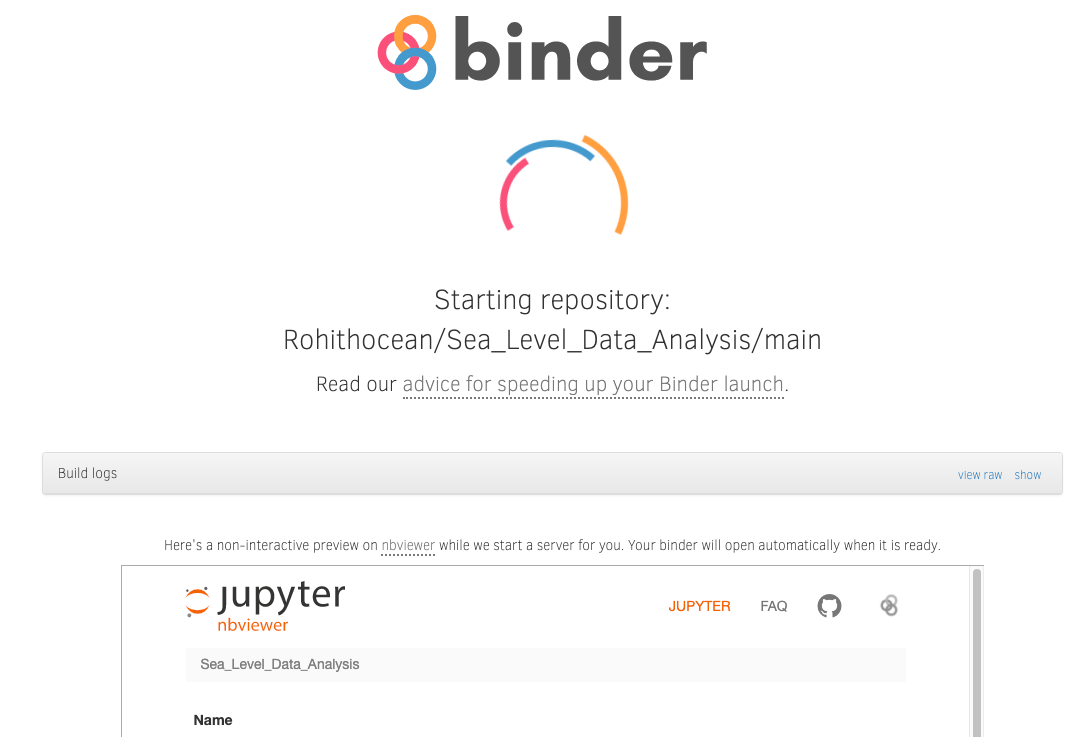 binder
Starting repository:
Rohithocean/Sea_Level_Data_Analysis/main
Read our advice for speeding up your Binder launch.
Build logs view raw show
Here's a non-interactive preview on nbviewer while we start a server for you. Your binder will open automatically when it is ready.
jupyter
nbviewer
JUPYTER FAQ
Sea_Level_Data_Analysis
Name